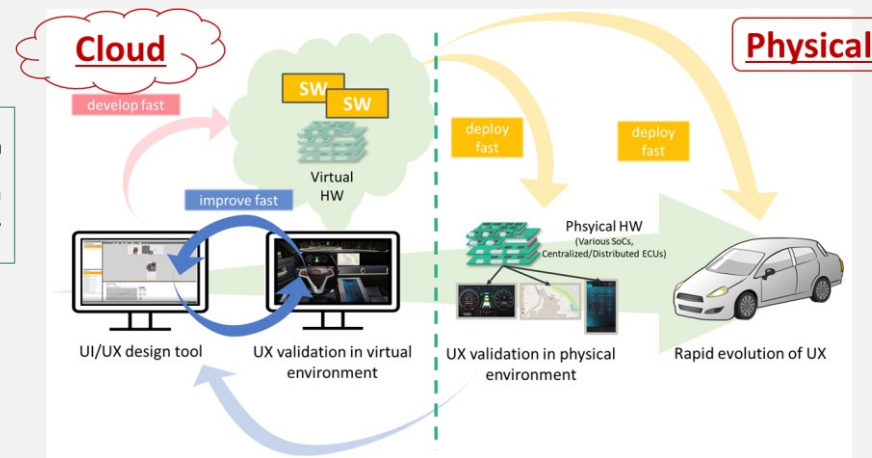 Cloud
Physical
develop fast
SW
SW
Virtual
HW
deploy
fast
deploy
fast
improve fast
Phsyical HW
(Various SoCs,
Centralized/Distributed ECUs)
UI/UX design tool
UX validation in virtual
environment
UX validation in physical
environment
Rapid evolution of UX